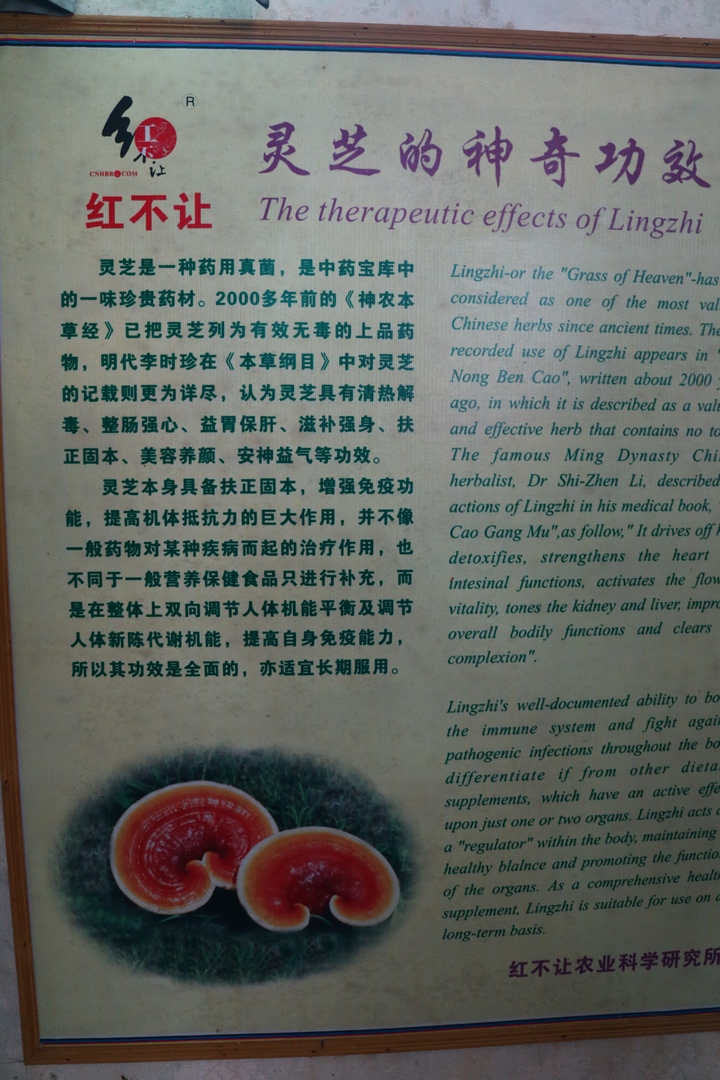 R
红不让
CNHBR.COM
红不让
灵芝的神奇功效
The therapeutic effects of Lingzhi
灵芝是一种药用真菌，是中药宝库中
的一味珍贵药材。2000多年前的《神农本
草经》已把灵芝列为有效无毒的上品药
物，明代李时珍在《本草纲目》中对灵芝
的记载则更为详尽，认为灵芝具有清热解
毒、整肠强心、益胃保肝、滋补强身、扶
正固本、美容养颜、安神益气等功效。
灵芝本身具备扶正固本，增强免疫功
能，提高机体抵抗力的巨大作用，并不像
一般药物对某种疾病而起的治疗作用，也
不同于一般营养保健食品只进行补充，而
是在整体上双向调节人体机能平衡及调节
人体新陈代谢机能，提高自身免疫能力，
所以其功效是全面的，亦适宜长期服用。
Lingzhi-or the "Grass of Heaven"-has
considered as one of the most
Chinese herbs since ancient times.
recorded use of Lingzhi appears in
Nong Ben Cao", written about 2000
ago, in which it is described as a
and effective herb that contains no
The famous Ming Dynasty
herbalist, Dr Shi-Zhen Li, described
actions of Lingzhi in his medical book,
Cao Gang Mu",as follow," It drives off
detoxifies, strengthens the heart
intesinal functions, activates the
vitality, tones the kidney and liver,
overall bodily functions and clears
complexion".
Lingzhi's well-documented ability to
the immune system and fight
pathogenic infections throughout the
differentiate if from other
supplements, which have an active
upon just one or two organs. Lingzhi acts
a "regulator" within the body, maintaining
healthy blalnce and promoting the
of the organs. As a comprehensive
supplement, Lingzhi is suitable for use on
long-term basis.
红不让农业科学研究所